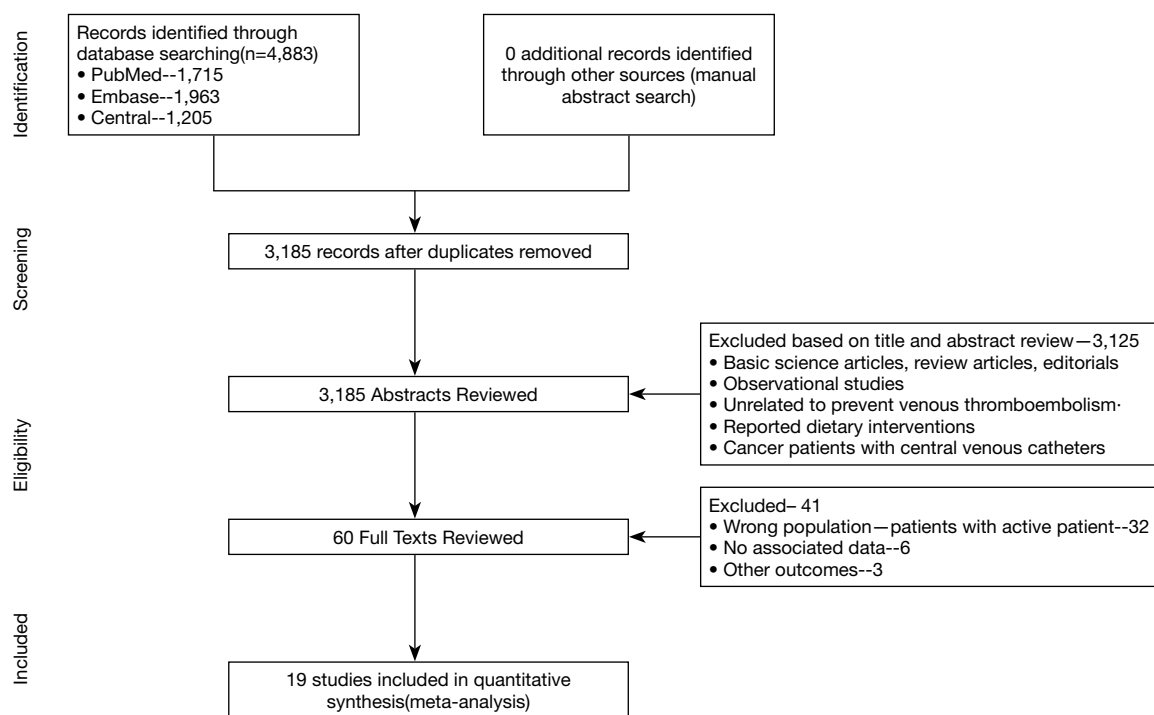 Identification
Records identified through
database searching(n=4,883)
• PubMed--1,715
• Embase--1,963
• Central--1,205
0 additional records identified
through other sources (manual
abstract search)
Screening
3,185 records after duplicates removed
Excluded based on title and abstract review—3,125
• Basic science articles, review articles, editorials
• Observational studies
• Unrelated to prevent venous thromboembolism·
• Reported dietary interventions
• Cancer patients with central venous catheters
3,185 Abstracts Reviewed
Eligibility
Excluded– 41
• Wrong population—patients with active patient--32
• No associated data--6
• Other outcomes--3
60 Full Texts Reviewed
Included
19 studies included in quantitative
synthesis(meta-analysis)